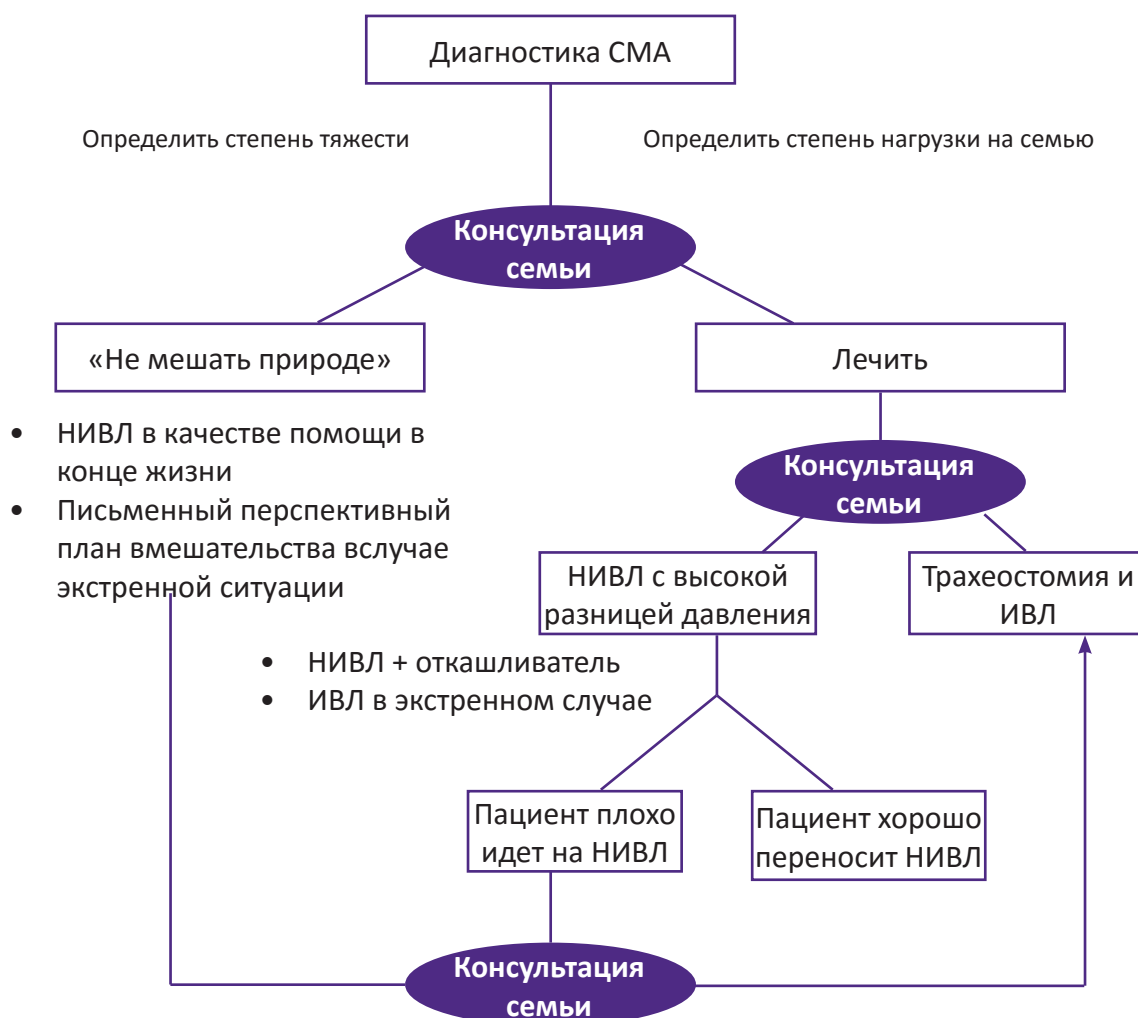 Диагностика СМА
Определить степень тяжести
Определить степень нагрузки на семью
Консультация
семьи
«Не мешать природе»
Лечить
• НИВЛ в качестве помощи в
конце жизни
• Письменный перспективный
план вмешательства вслучае
экстренной ситуации
Консультация
семьи
НИВЛ с высокой
разницей давления
Трахеостомия и
ИВЛ
• НИВЛ + откашливатель
• ИВЛ в экстренном случае
Пациент плохо
идет на НИВЛ
Пациент хорошо
переносит НИВЛ
Консультация
семьи